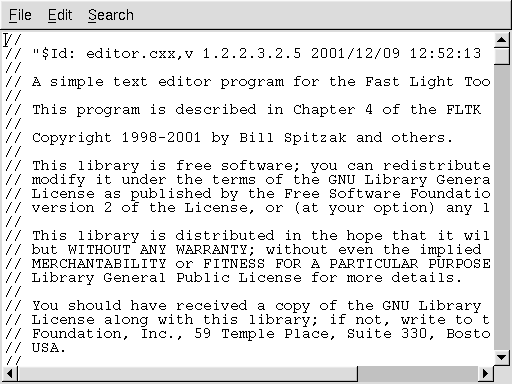 File Edit Search
//
// "$Id: editor.cxx,v 1.2.2.3.2.5 2001/12/09 12:52:13
//
// A simple text editor program for the Fast Light Too
//
// This program is described in Chapter 4 of the FLTK
//
// Copyright 1998-2001 by Bill Spitzak and others.
//
// This library is free software; you can redistribute
// modify it under the terms of the GNU Library Genera
// License as published by the Free Software Foundatio
// version 2 of the License, or (at your option) any l
//
// This library is distributed in the hope that it wil
// but WITHOUT ANY WARRANTY; without even the implied
// MERCHANTABILITY or FITNESS FOR A PARTICULAR PURPOSE
// Library General Public License for more details.
//
// You should have received a copy of the GNU Library
// License along with this library; if not, write to t
// Foundation, Inc., 59 Temple Place, Suite 330, Bosto
// USA.
//